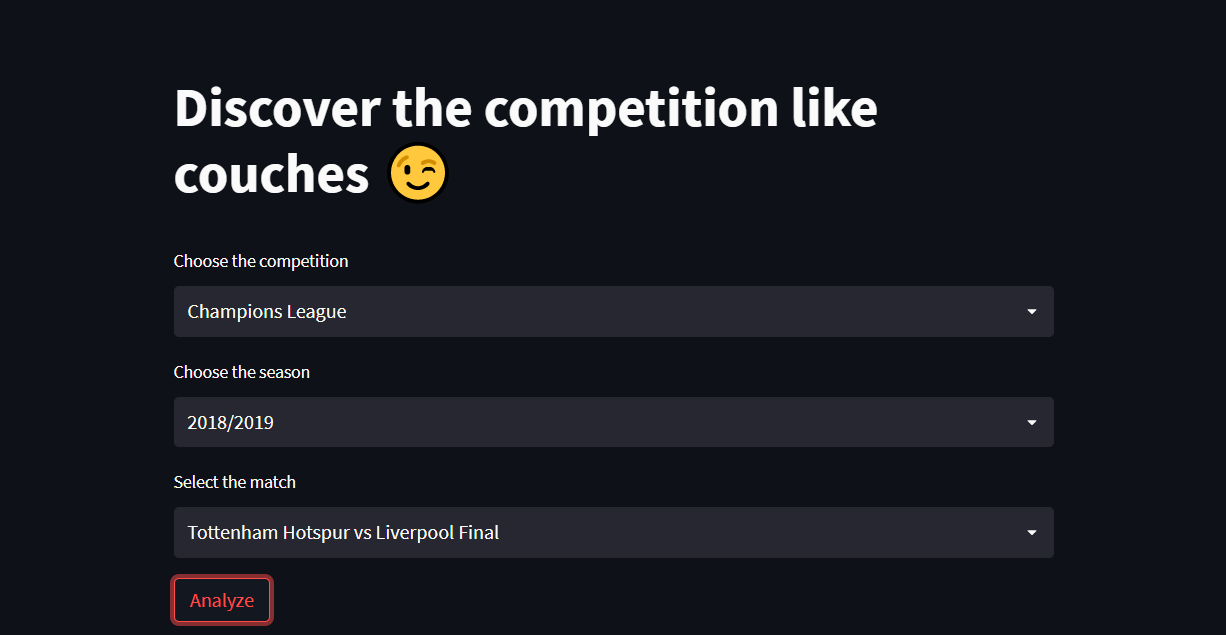 Discover the competition like
couches 😉
Choose the competition
Champions League
Choose the season
2018/2019
Select the match
Tottenham Hotspur vs Liverpool Final
Analyze